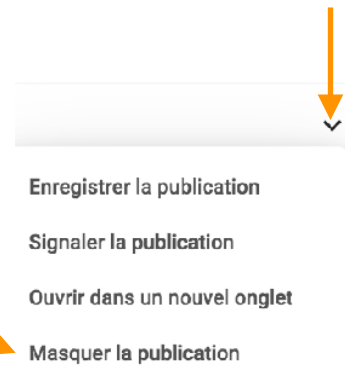 Enregistrer la publication
Signaler la publication
Ouvrir dans un nouvel onglet
Masquer la publication